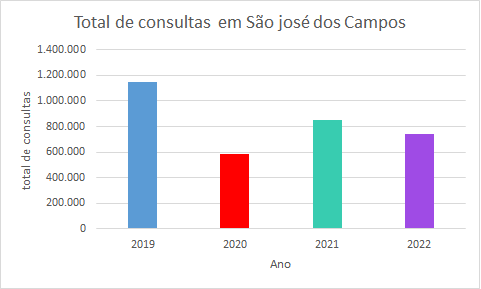 Total de consultas em São josé dos Campos
1.400.000
1.200.000
1.000.000
800.000
600.000
400.000
200.000
0
total de consultas
2019 2020 2021 2022
Ano